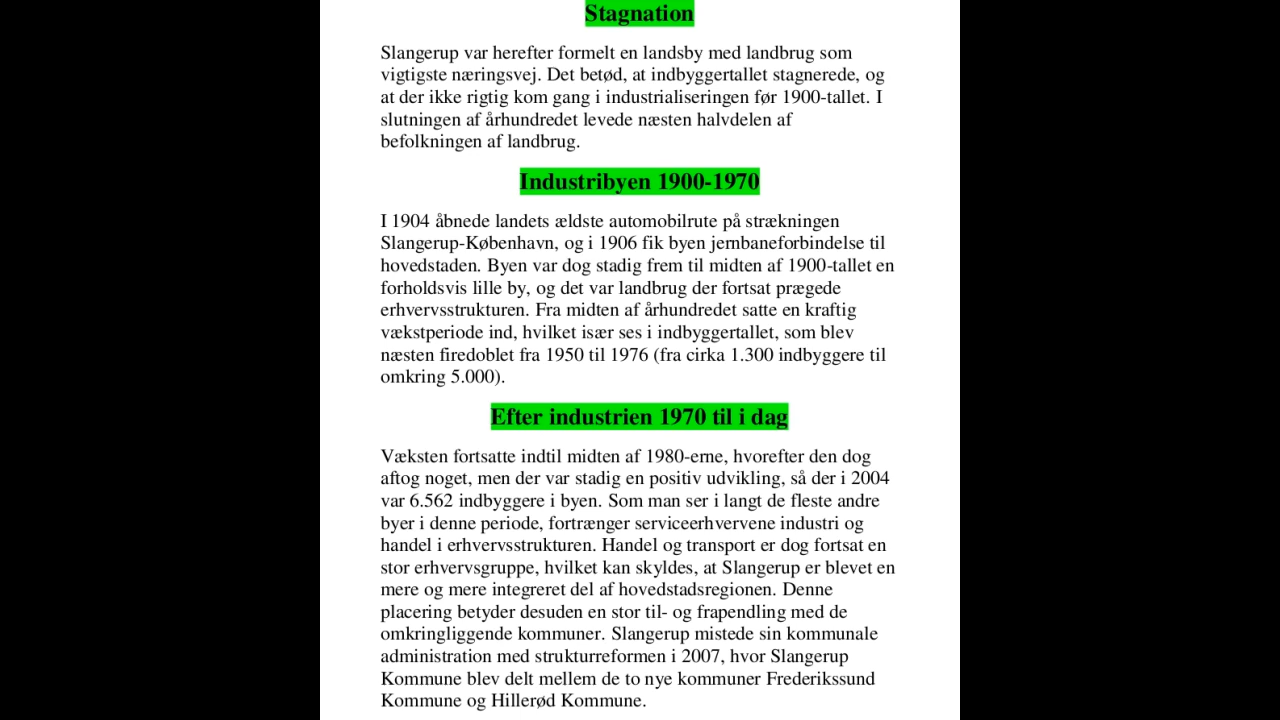 Stagnation
Slangerup var herefter formelt en landsby med landbrug som
vigtigste næringsvej. Det betød, at indbyggertallet stagnerede, og
at der ikke rigtig kom gang i industrialiseringen før 1900-tallet. I
slutningen af århundredet levede næsten halvdelen af
befolkningen af landbrug.
Industribyen 1900-1970
I 1904 åbnede landets ældste automobilrute på strækningen
Slangerup-København, og i 1906 fik byen jernbaneforbindelse til
hovedstaden. Byen var dog stadig frem til midten af 1900-tallet en
forholdsvis lille by, og det var landbrug der fortsat prægede
erhvervsstrukturen. Fra midten af århundredet satte en kraftig
vækstperiode ind, hvilket især ses i indbyggertallet, som blev
næsten firedoblet fra 1950 til 1976 (fra cirka 1.300 indbyggere til
omkring 5.000).
Efter industrien 1970 til i dag
Væksten fortsatte indtil midten af 1980-erne, hvorefter den dog
aftog noget, men der var stadig en positiv udvikling, så der i 2004
var 6.562 indbyggere i byen. Som man ser i langt de fleste andre
byer i denne periode, fortrænger serviceerhvervene industri og
handel i erhvervsstrukturen. Handel og transport er dog fortsat en
stor erhvervsgruppe, hvilket kan skyldes, at Slangerup er blevet en
mere og mere integreret del af hovedstadsregionen. Denne
placering betyder desuden en stor til- og frapendling med de
omkringliggende kommuner. Slangerup mistede sin kommunale
administration med strukturreformen i 2007, hvor Slangerup
Kommune blev delt mellem de to nye kommuner Frederikssund
Kommune og Hillerød Kommune.